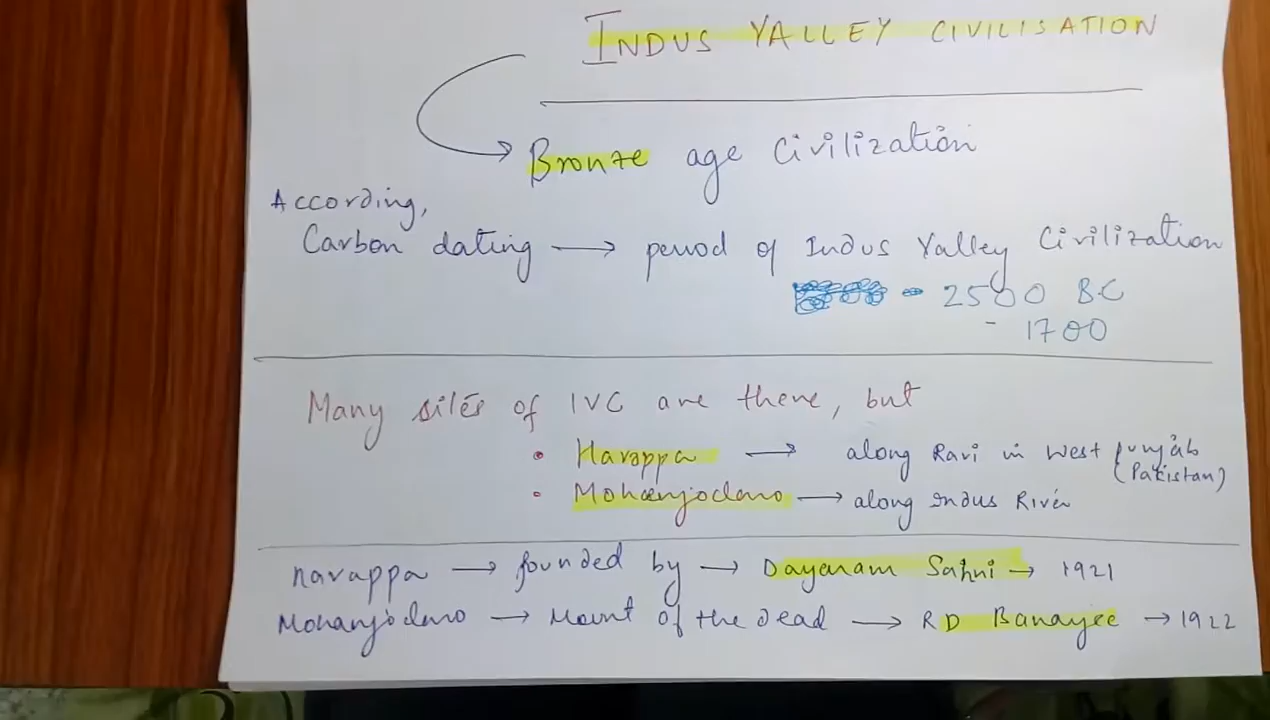 INDUS VALLEY CIVILISATION
Bronze age Civilization
According,
Carbon dating → period of Indus Valley Civilization
- 2500 BC
- 1700
Many sites of IVC are there, but
• Harappa → along Ravi in West Punjab
(Pakistan)
• Mohanjodaro → along Indus River
harappa → founded by → Dayaram Sahni → 1921
Mohanjodaro → Mount of the dead → RD Banarjee → 1922